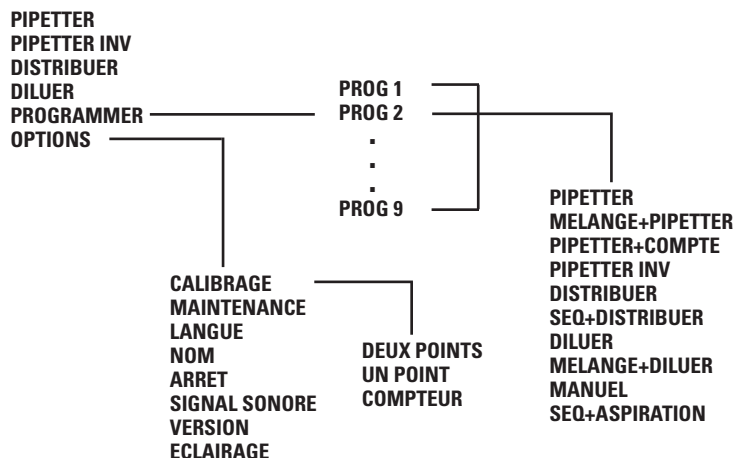 PIPETTER
PIPETTER INV
DISTRIBUER
DILUER
PROGRAMMER
OPTIONS
PROG 1
PROG 2
.
.
.
PROG 9
PIPETTER
MELANGE+PIPETTER
PIPETTER+COMPTE
PIPETTER INV
DISTRIBUER
SEQ+DISTRIBUER
DILUER
MELANGE+DILUER
MANUEL
SEQ+ASPIRATION
CALIBRAGE
MAINTENANCE
LANGUE
NOM
ARRET
SIGNAL SONORE
VERSION
ECLAIRAGE
DEUX POINTS
UN POINT
COMPTEUR